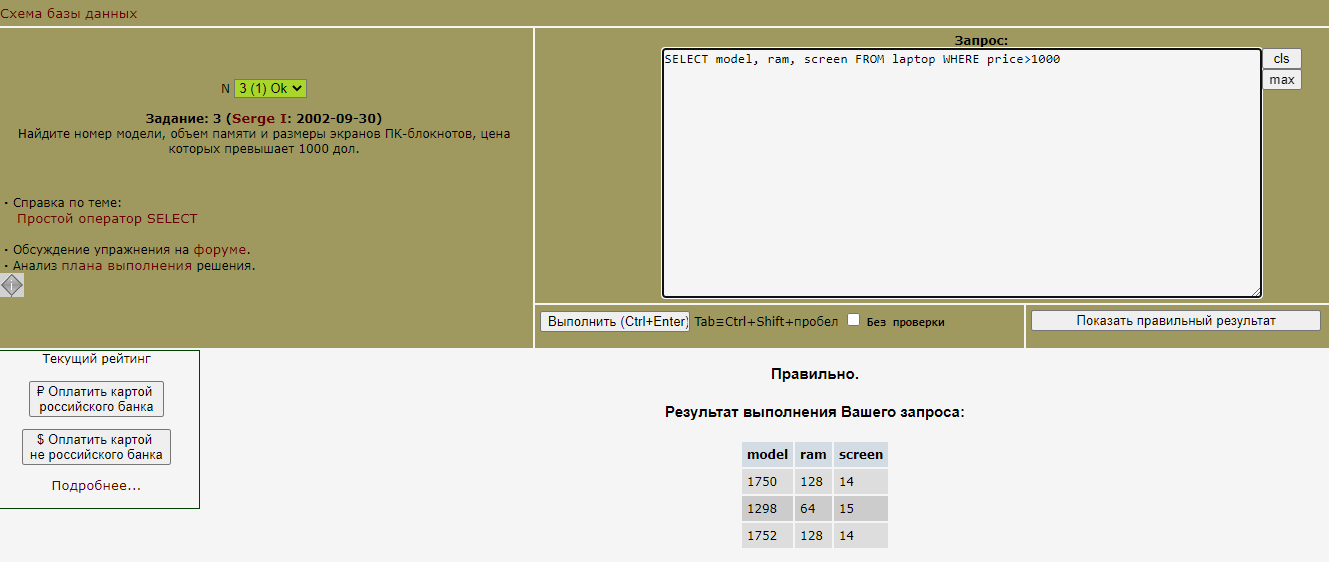 Схема базы данных
N 3 (1) Ok
Задание: 3 (Serge I: 2002-09-30)
Найдите номер модели, объем памяти и размеры экранов ПК-блокнотов, цена
которых превышает 1000 дол.
· Справка по теме:
Простой оператор SELECT
· Обсуждение упражнения на форуме.
· Анализ плана выполнения решения.
Запрос:
SELECT model, ram, screen FROM laptop WHERE price>1000
cls
max
Выполнить (Ctrl+Enter) Tab≡Ctrl+Shift+пробел Без проверки
Показать правильный результат
Текущий рейтинг
₽ Оплатить картой
российского банка
$ Оплатить картой
не российского банка
Подробнее...
Правильно.
Результат выполнения Вашего запроса:
model ram screen
1750 128 14
1298 64 15
1752 128 14